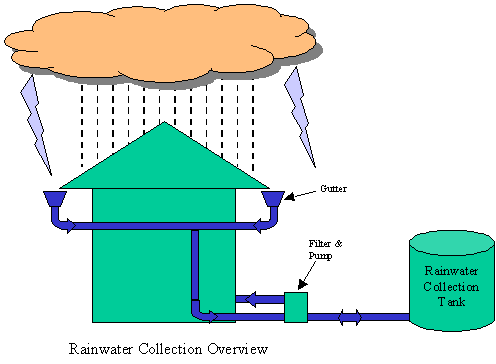 Gutter
Filter &
Pump
Rainwater
Collection
Tank
Rainwater Collection Overview